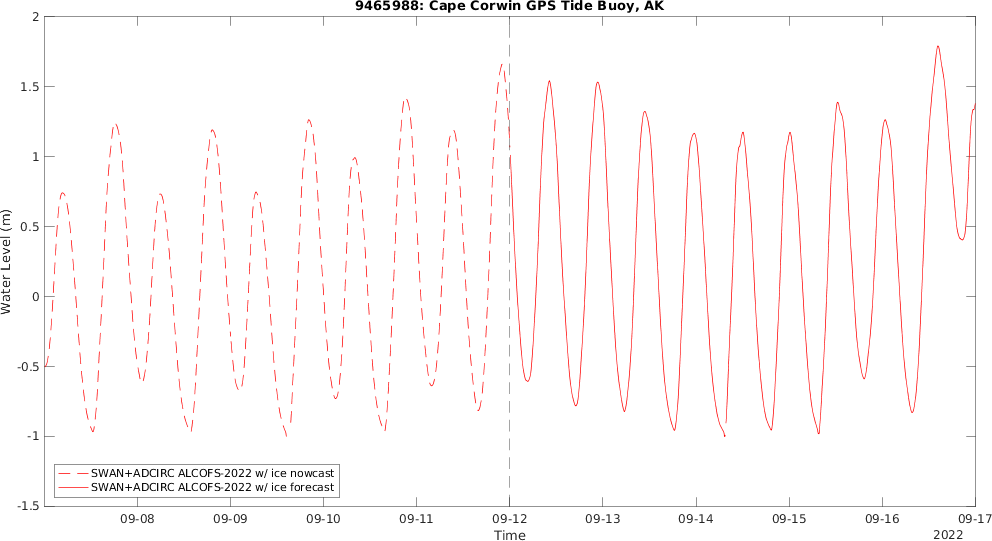 9465988: Cape Corwin GPS Tide Buoy, AK
2
1.5
1
0.5
0
-0.5
-1
-1.5
Water Level (m)
SWAN+ADCIRC ALCOFS-2022 w/ ice nowcast
SWAN+ADCIRC ALCOFS-2022 w/ ice forecast
09-08 09-09 09-10 09-11 09-12 09-13 09-14 09-15 09-16 09-17
Time
2022